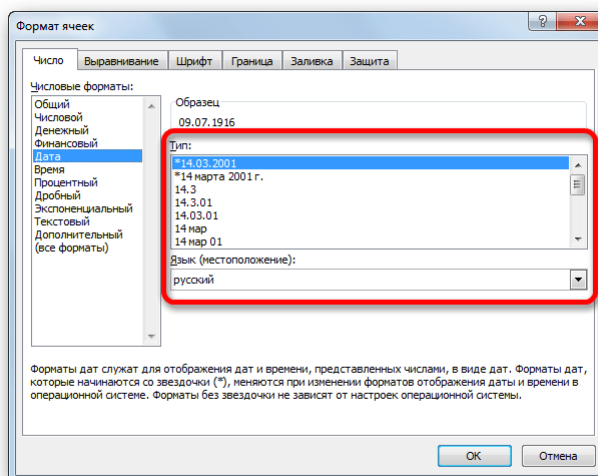 Формат ячеек
Число Выравнивание Шрифт Граница Заливка Защита
Числовые форматы:
Общий
Числовой
Денежный
Финансовый
Дата
Время
Процентный
Дробный
Экспоненциальный
Текстовый
Дополнительный
(все форматы)
Образец
09.07.1916
Тип:
*14.03.2001
*14 марта 2001 г.
14.3
14.3.01
14.03.01
14 мар
14 мар 01
Язык (местоположение):
русский
Форматы дат служат для отображения дат и времени, представленных числами, в виде дат. Форматы дат,
которые начинаются со звездочки (*), меняются при изменении форматов отображения даты и времени в
операционной системе. Форматы без звездочки не зависят от настроек операционной системы.
ОК Отмена